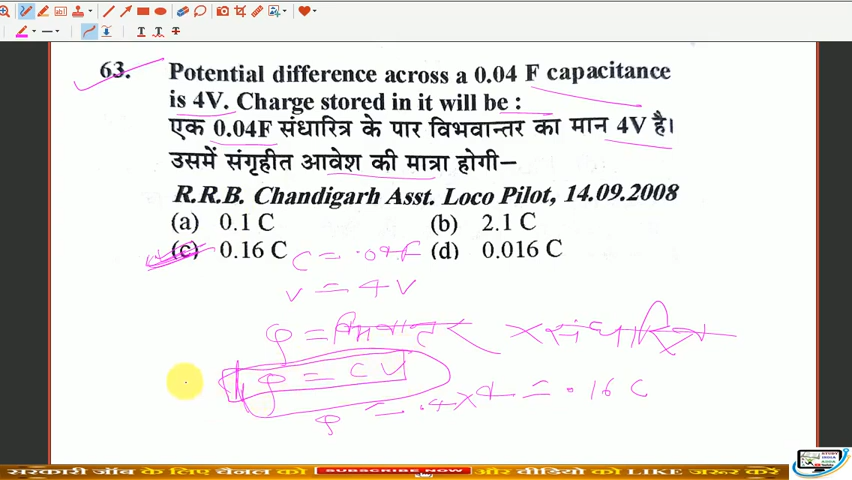 63. Potential difference across a 0.04 F capacitance
is 4V. Charge stored in it will be :
एक 0.04F संधारित्र के पार विभवान्तर का मान 4V है।
उसमें संगृहीत आवेश की मात्रा होगी–
R.R.B. Chandigarh Asst. Loco Pilot, 14.09.2008
(a) 0.1 C (b) 2.1 C
(c) 0.16 C (d) 0.016 C
C = .04F
V = 4V
φ = विभवान्तर × संधारित्र
φ = CV
φ = .4×4 = .16 C
सरकारी जॉब के लिए चैनल को SUBSCRIBE NOW और वीडियो को LIKE जरूर करें